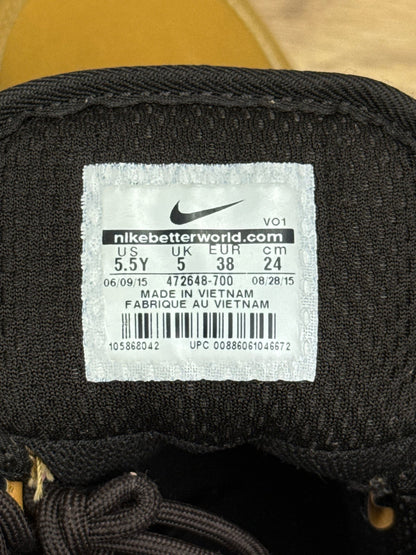 VO1
nikebetterworld.com
US UK EUR cm
5.5Y 5 38 24
06/09/15 472648-700 08/28/15
MADE IN VIETNAM
FABRIQUE AU VIETNAM
105868042 UPC 00886061046672